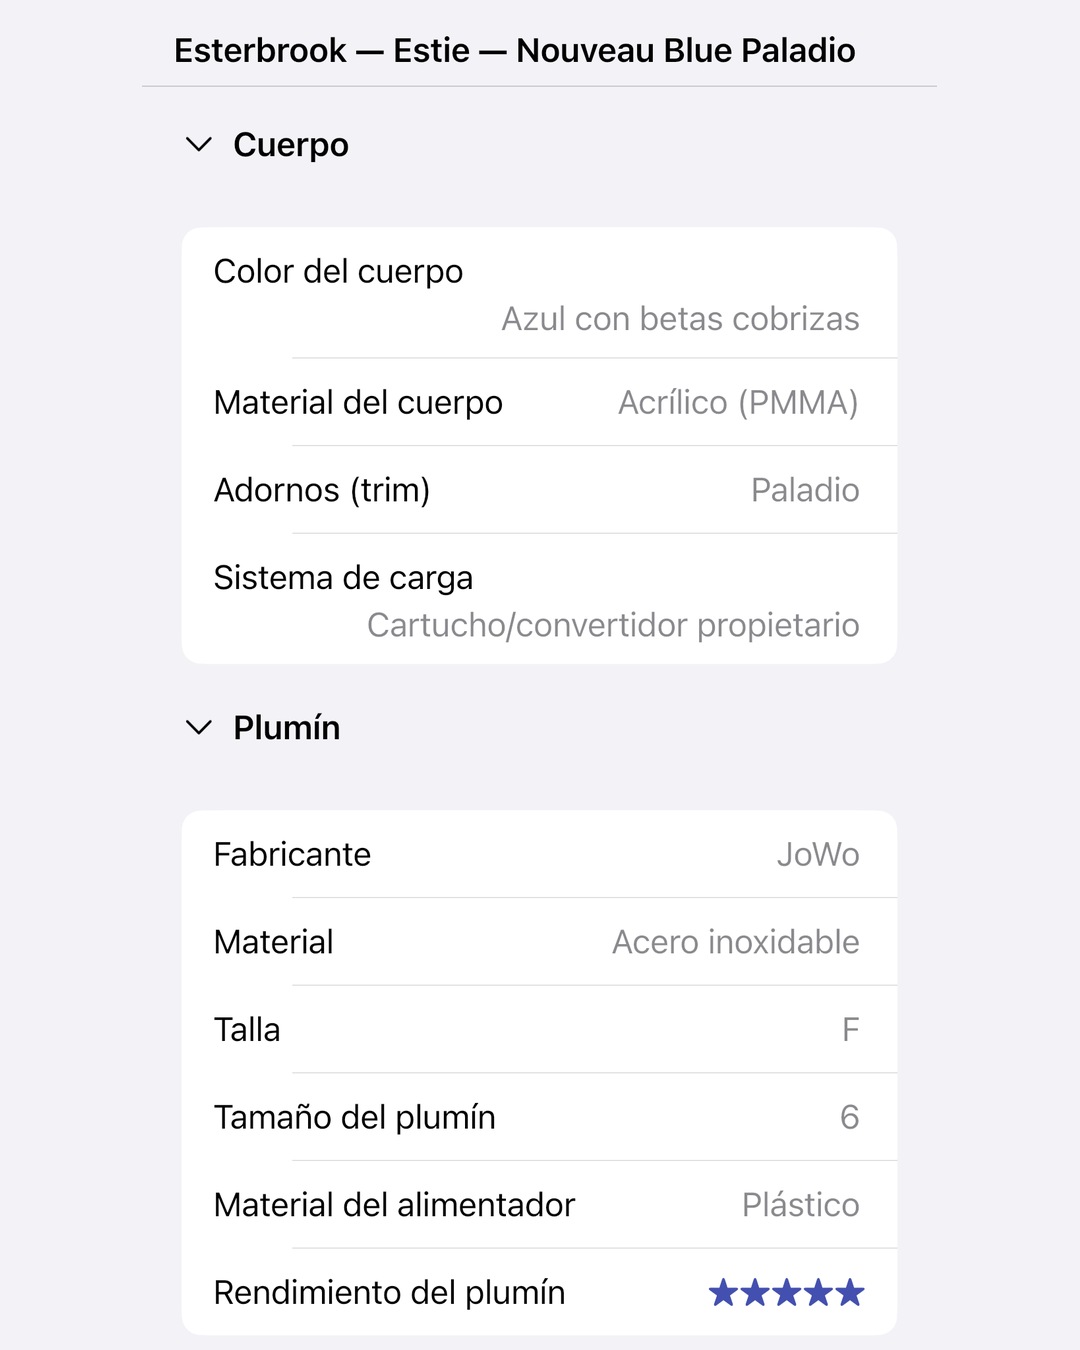 Esterbrook — Estie — Nouveau Blue Paladio
Cuerpo
Color del cuerpo
Azul con betas cobrizas
Material del cuerpo Acrílico (PMMA)
Adornos (trim) Paladio
Sistema de carga
Cartucho/convertidor propietario
Plumín
Fabricante JoWo
Material Acero inoxidable
Talla F
Tamaño del plumín 6
Material del alimentador Plástico
Rendimiento del plumín ★★★★★